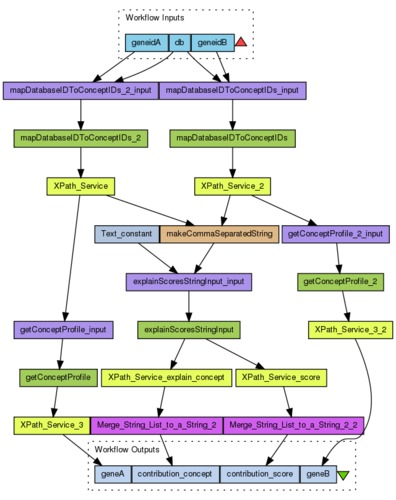 Workflow Inputs
geneidA db geneidB
mapDatabaseIDToConceptIDs_2_input mapDatabaseIDToConceptIDs_input
mapDatabaseIDToConceptIDs_2 mapDatabaseIDToConceptIDs
XPath_Service XPath_Service_2
Text_constant makeCommaSeparatedString getConceptProfile_2_input
explainScoresStringInput_input getConceptProfile_2
getConceptProfile_input explainScoresStringInput XPath_Service_3_2
getConceptProfile XPath_Service_explain_concept XPath_Service_score
XPath_Service_3 Merge_String_List_to_a_String_2 Merge_String_List_to_a_String_2_2
Workflow Outputs
geneA contribution_concept contribution_score geneB